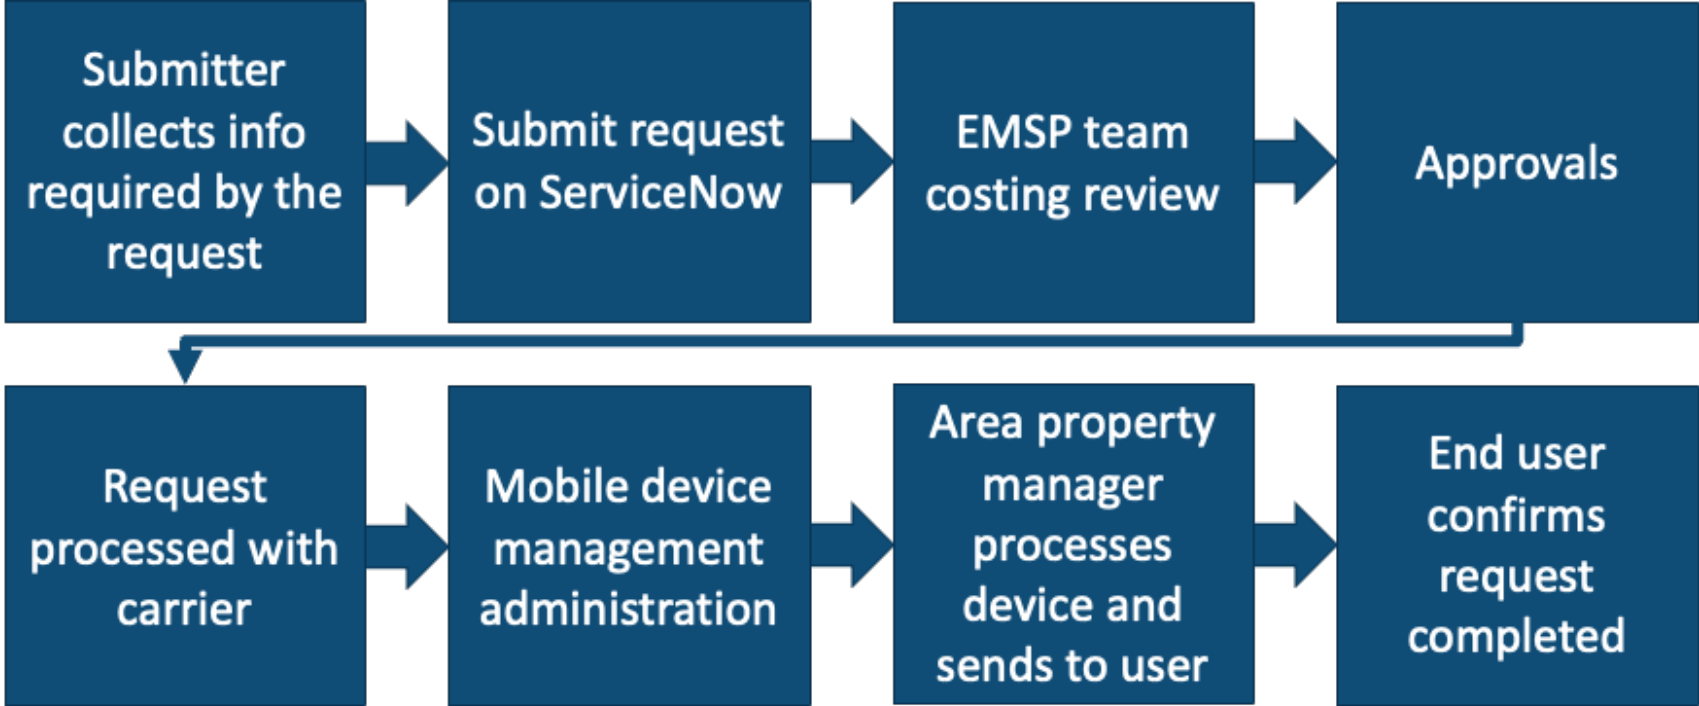 Submitter
collects info
required by the
request
Submit request
on ServiceNow
EMSP team
costing review
Approvals
Request
processed with
carrier
Mobile device
management
administration
Area property
manager
processes
device and
sends to user
End user
confirms
request
completed